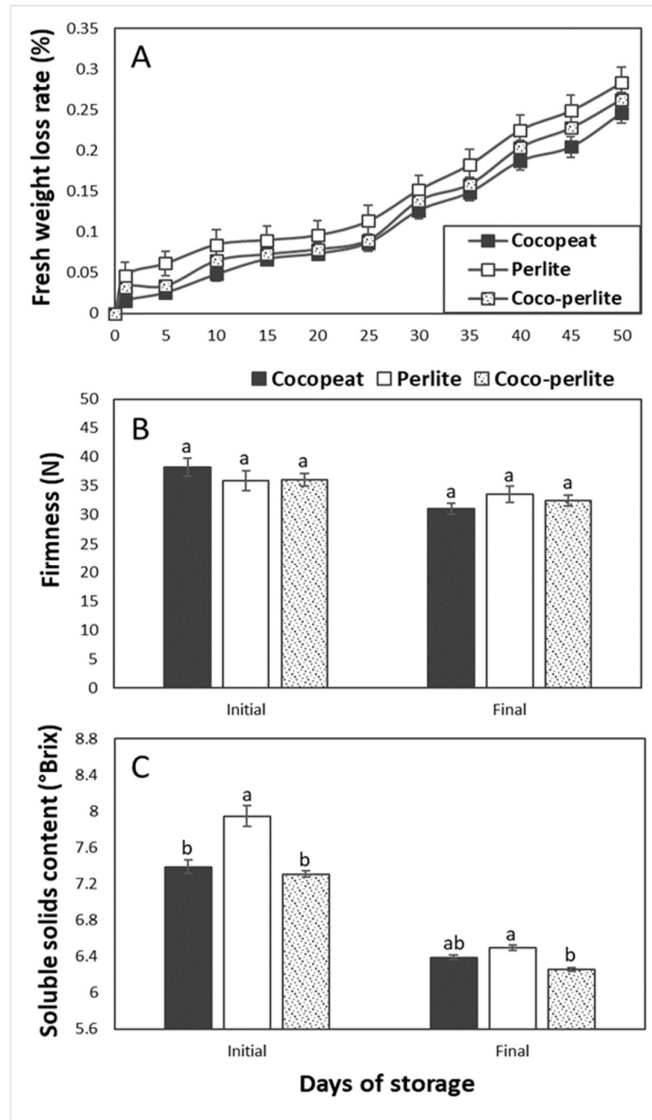 A
Fresh weight loss rate (%)
0.35
0.3
0.25
0.2
0.15
0.1
0.05
0
0 5 10 15 20 25 30 35 40 45 50
Cocopeat
Perlite
Coco-perlite
Cocopeat Perlite Coco-perlite
B
Firmness (N)
50
45
40
35
30
25
20
15
10
5
0
a a a a a a
Initial Final
C
Soluble solids content (°Brix)
8.8
8.4
8
7.6
7.2
6.8
6.4
6
5.6
b a b ab a b
Initial Final
Days of storage